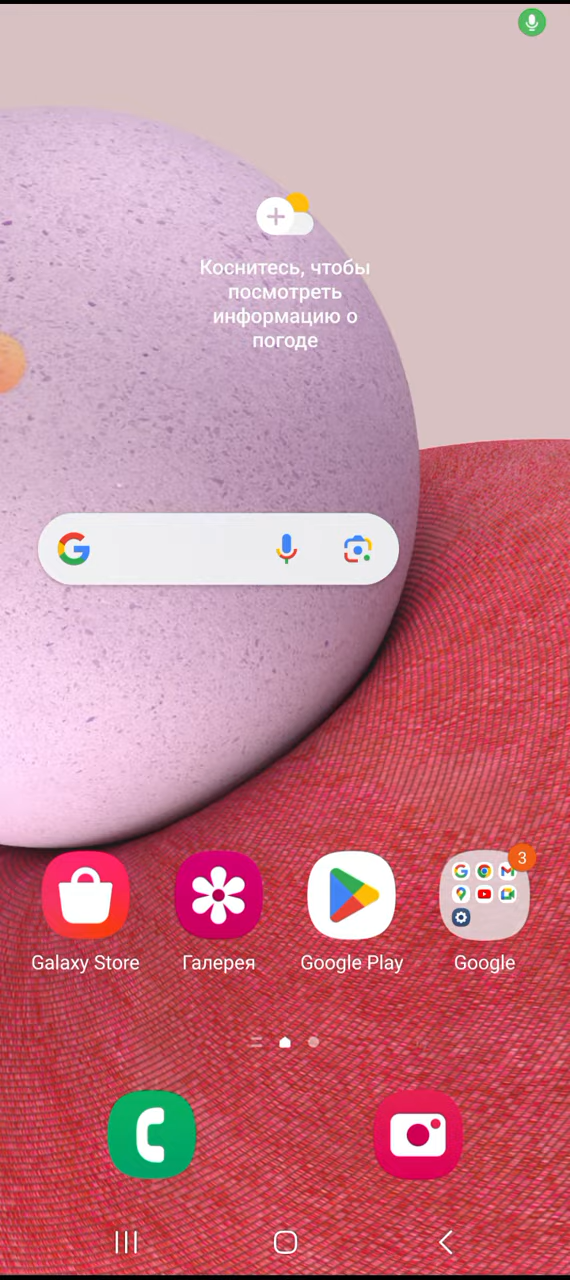 Коснитесь, чтобы
посмотреть
информацию о
погоде
3
Galaxy Store
Галерея
Google Play
Google